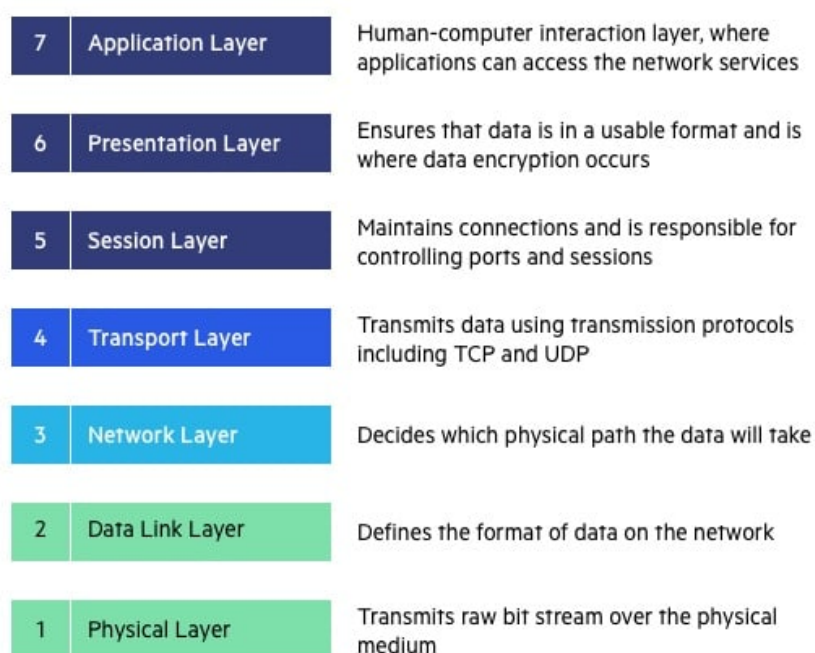 7 Application Layer
Human-computer interaction layer, where
applications can access the network services
6 Presentation Layer
Ensures that data is in a usable format and is
where data encryption occurs
5 Session Layer
Maintains connections and is responsible for
controlling ports and sessions
4 Transport Layer
Transmits data using transmission protocols
including TCP and UDP
3 Network Layer
Decides which physical path the data will take
2 Data Link Layer
Defines the format of data on the network
1 Physical Layer
Transmits raw bit stream over the physical
medium